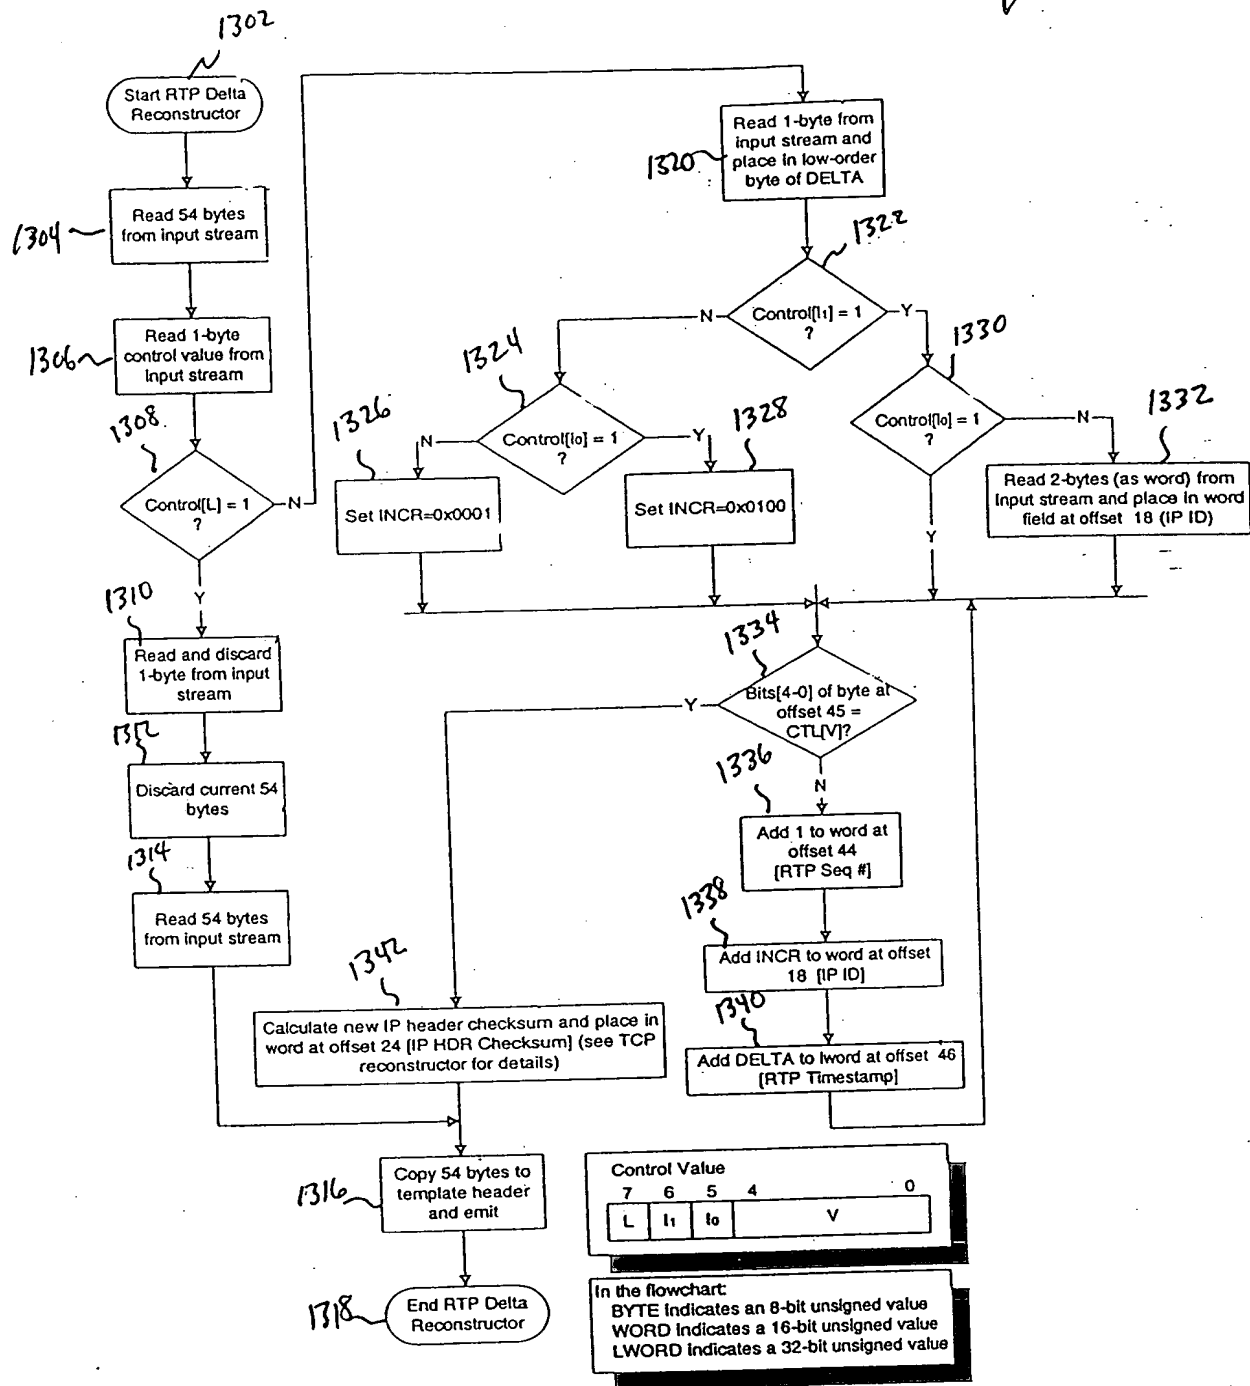 1302
Start RTP Delta
Reconstructor
1304
Read 54 bytes
from input stream
1306
Read 1-byte
control value from
Input stream
1308
Control[L] = 1
?
N
Y
1310
Read and discard
1-byte from input
stream
1312
Discard current 54
bytes
1314
Read 54 bytes
from input stream
1320
Read 1-byte from
input stream and
place in low-order
byte of DELTA
1322
Control[I1] = 1
?
N
Y
1324
Control[I0] = 1
?
N
Y
1326
Set INCR=0x0001
1328
Set INCR=0x0100
1330
Control[I0] = 1
?
N
Y
1332
Read 2-bytes (as word) from
Input stream and place in word
field at offset 18 (IP ID)
1334
Bits[4-0] of byte at
offset 45 =
CTL[V]?
Y
N
1336
Add 1 to word at
offset 44
[RTP Seq #]
1338
Add INCR to word at offset
18 [IP ID]
1340
Add DELTA to lword at offset 46
[RTP Timestamp]
1342
Calculate new IP header checksum and place in
word at offset 24 [IP HDR Checksum] (see TCP
reconstructor for details)
1316
Copy 54 bytes to
template header
and emit
1318
End RTP Delta
Reconstructor
Control Value
7 6 5 4 0
L I1 I0 V
In the flowchart:
BYTE indicates an 8-bit unsigned value
WORD indicates a 16-bit unsigned value
LWORD indicates a 32-bit unsigned value